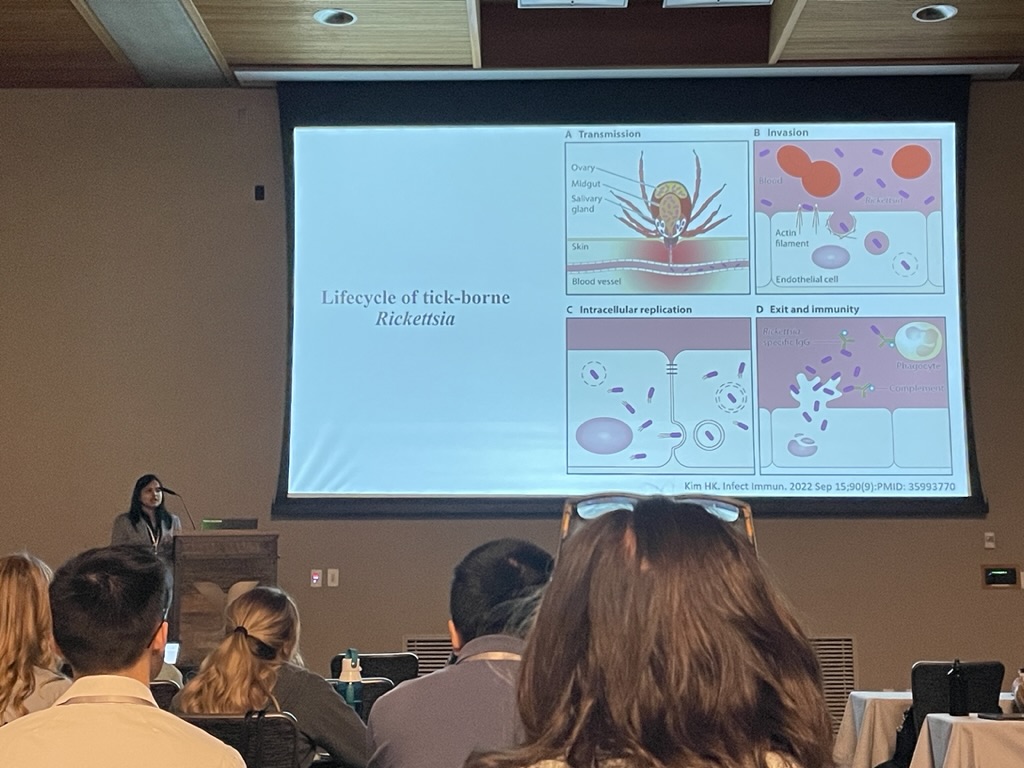 Lifecycle of tick-borne
Rickettsia
A Transmission
Ovary
Midgut
Salivary
gland
Skin
Blood vessel
B Invasion
Blood
Rickettsia
Actin
filament
Endothelial cell
C Intracellular replication
D Exit and immunity
Rickettsia
specific IgG
Phagocyte
Complement
Kim HK, Infect Immun. 2022 Sep 15;90(9):PMID: 35993770